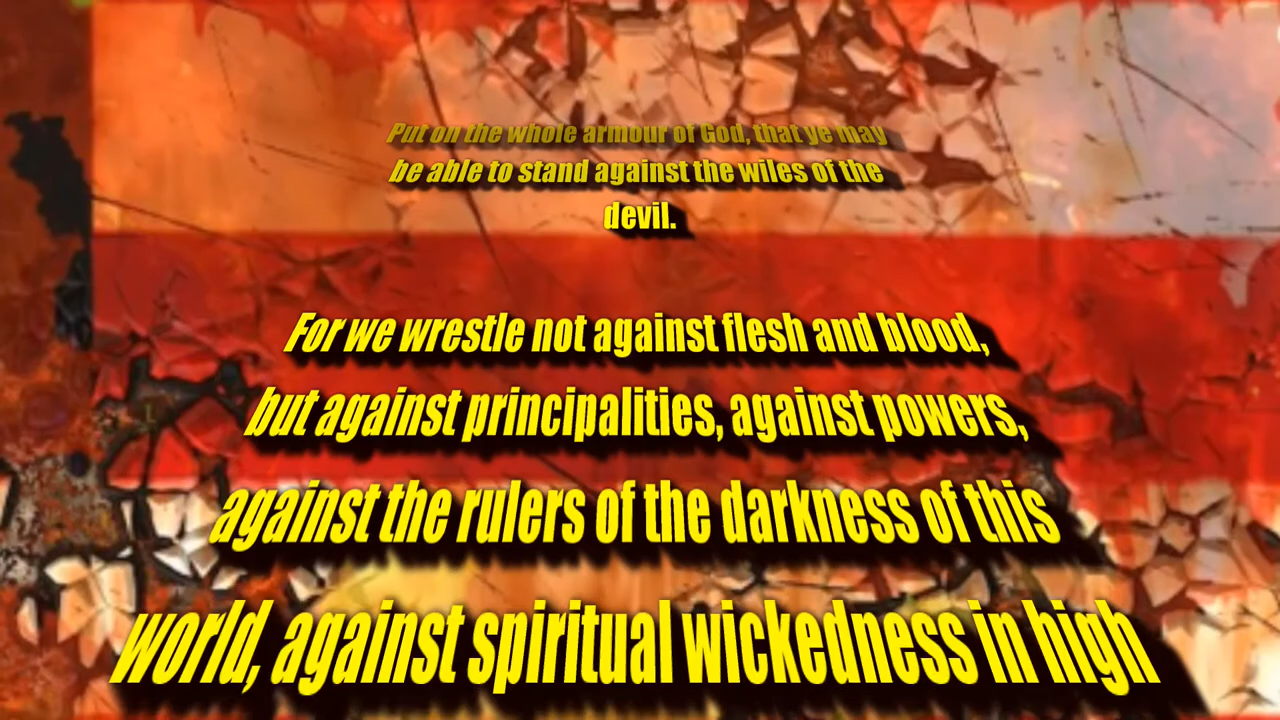 Put on the whole armour of God, that ye may
be able to stand against the wiles of the
devil.
For we wrestle not against flesh and blood,
but against principalities, against powers,
against the rulers of the darkness of this
world, against spiritual wickedness in high